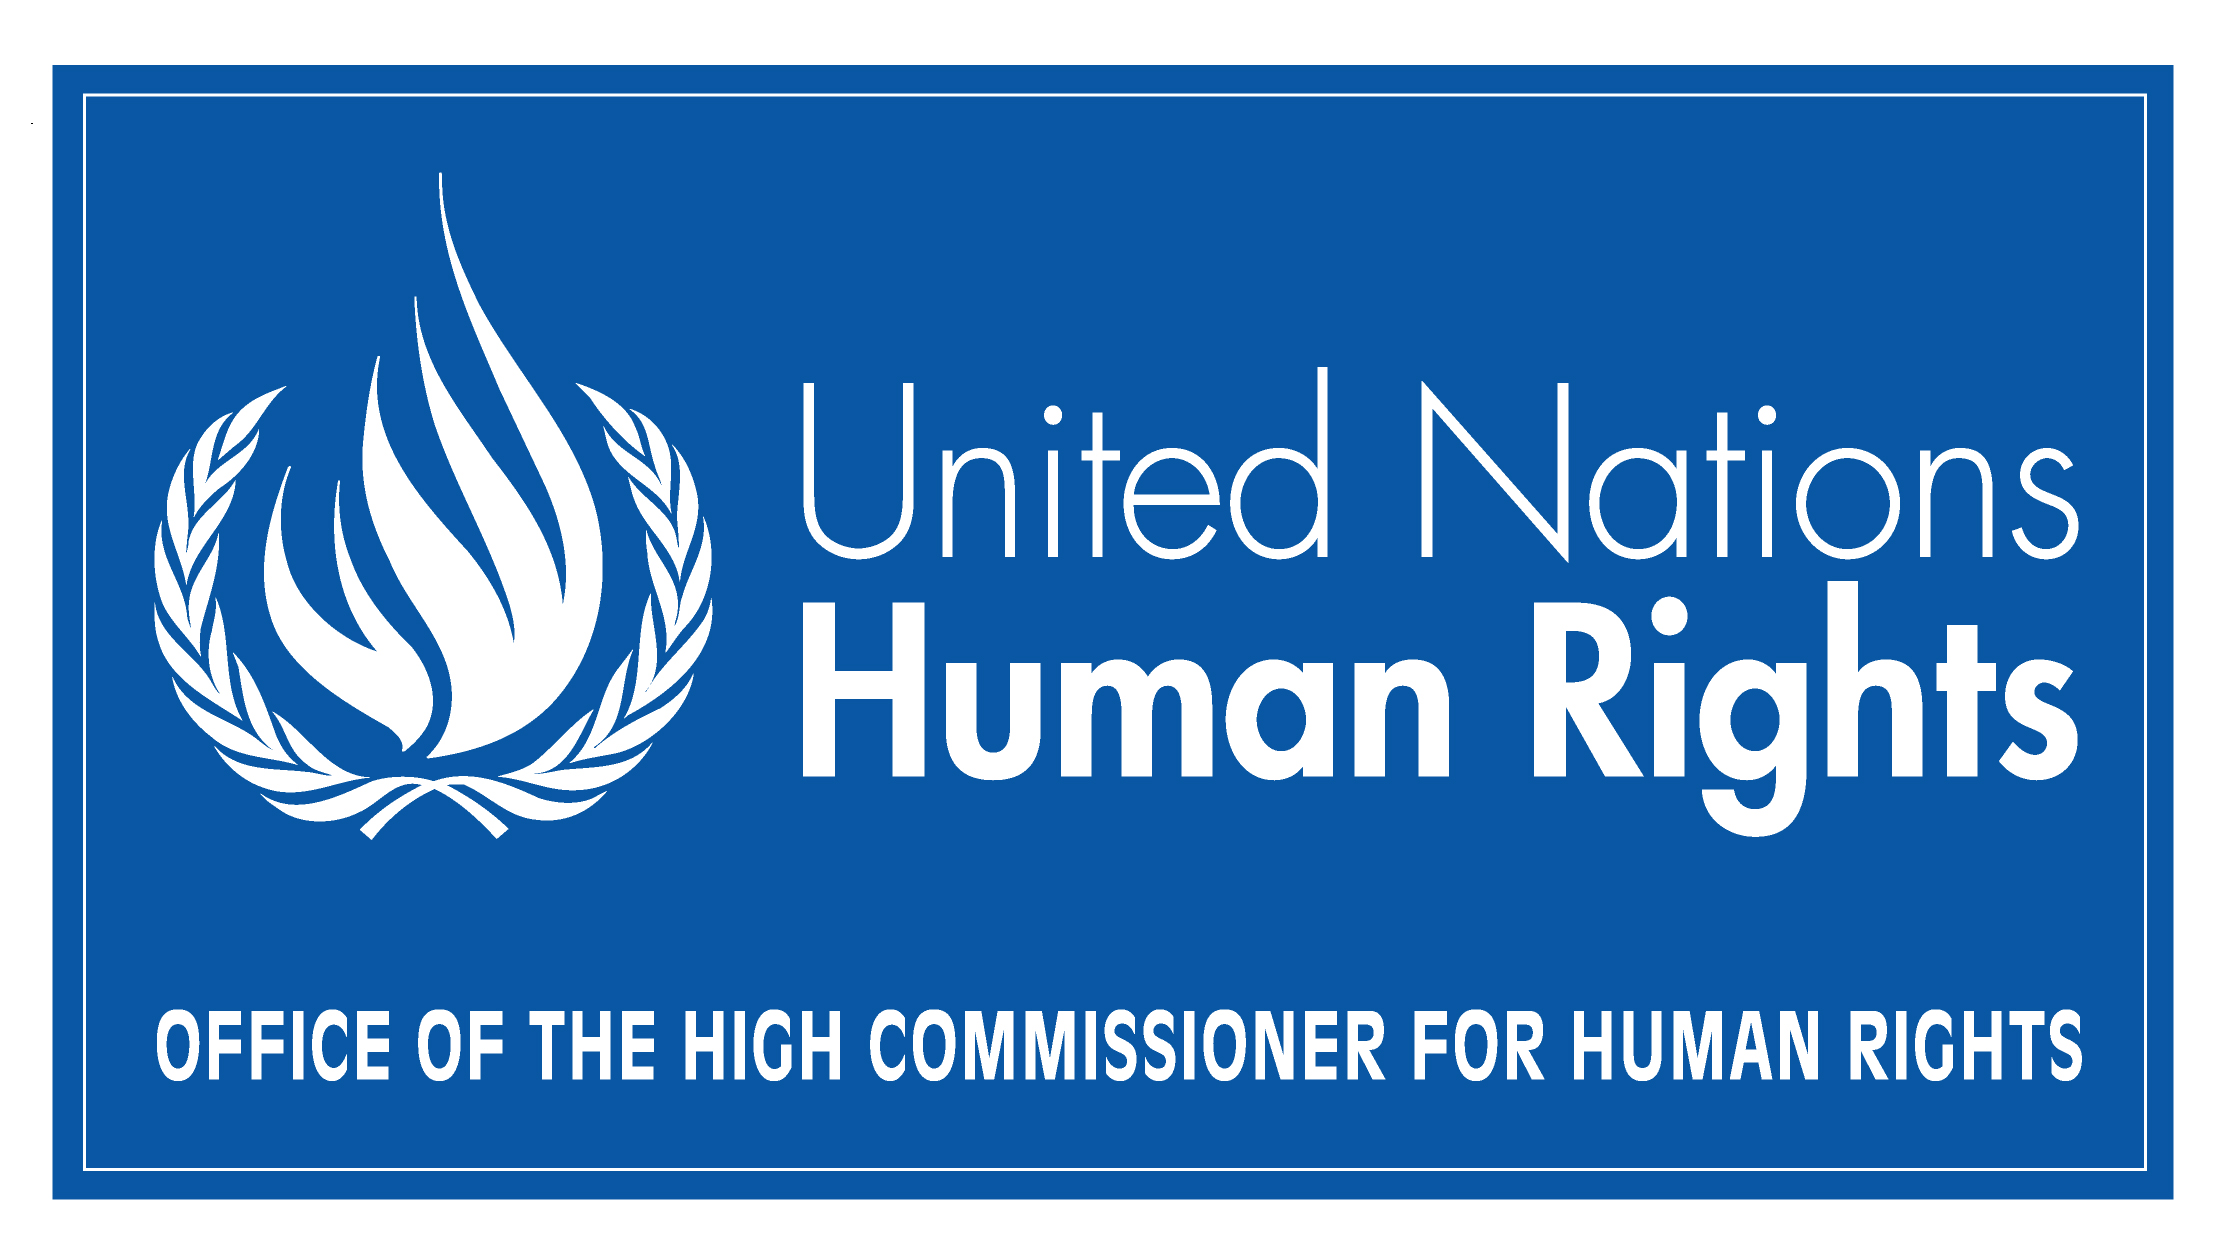 United Nations
Human Rights
OFFICE OF THE HIGH COMMISSIONER FOR HUMAN RIGHTS